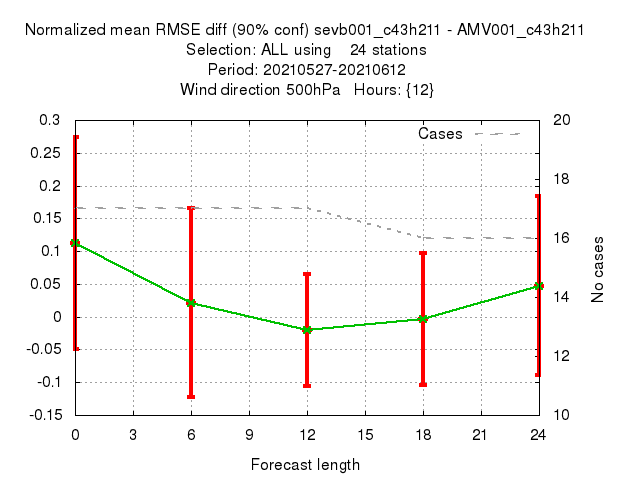 Normalized mean RMSE diff (90% conf) sevb001_c43h211 - AMV001_c43h211
Selection: ALL using    24 stations
Period: 20210527-20210612
Wind direction 500hPa   Hours: {12}
Cases
0.3
0.25
0.2
0.15
0.1
0.05
0
-0.05
-0.1
-0.15
20
18
16
14
12
10
No cases
0 3 6 9 12 15 18 21 24
Forecast length